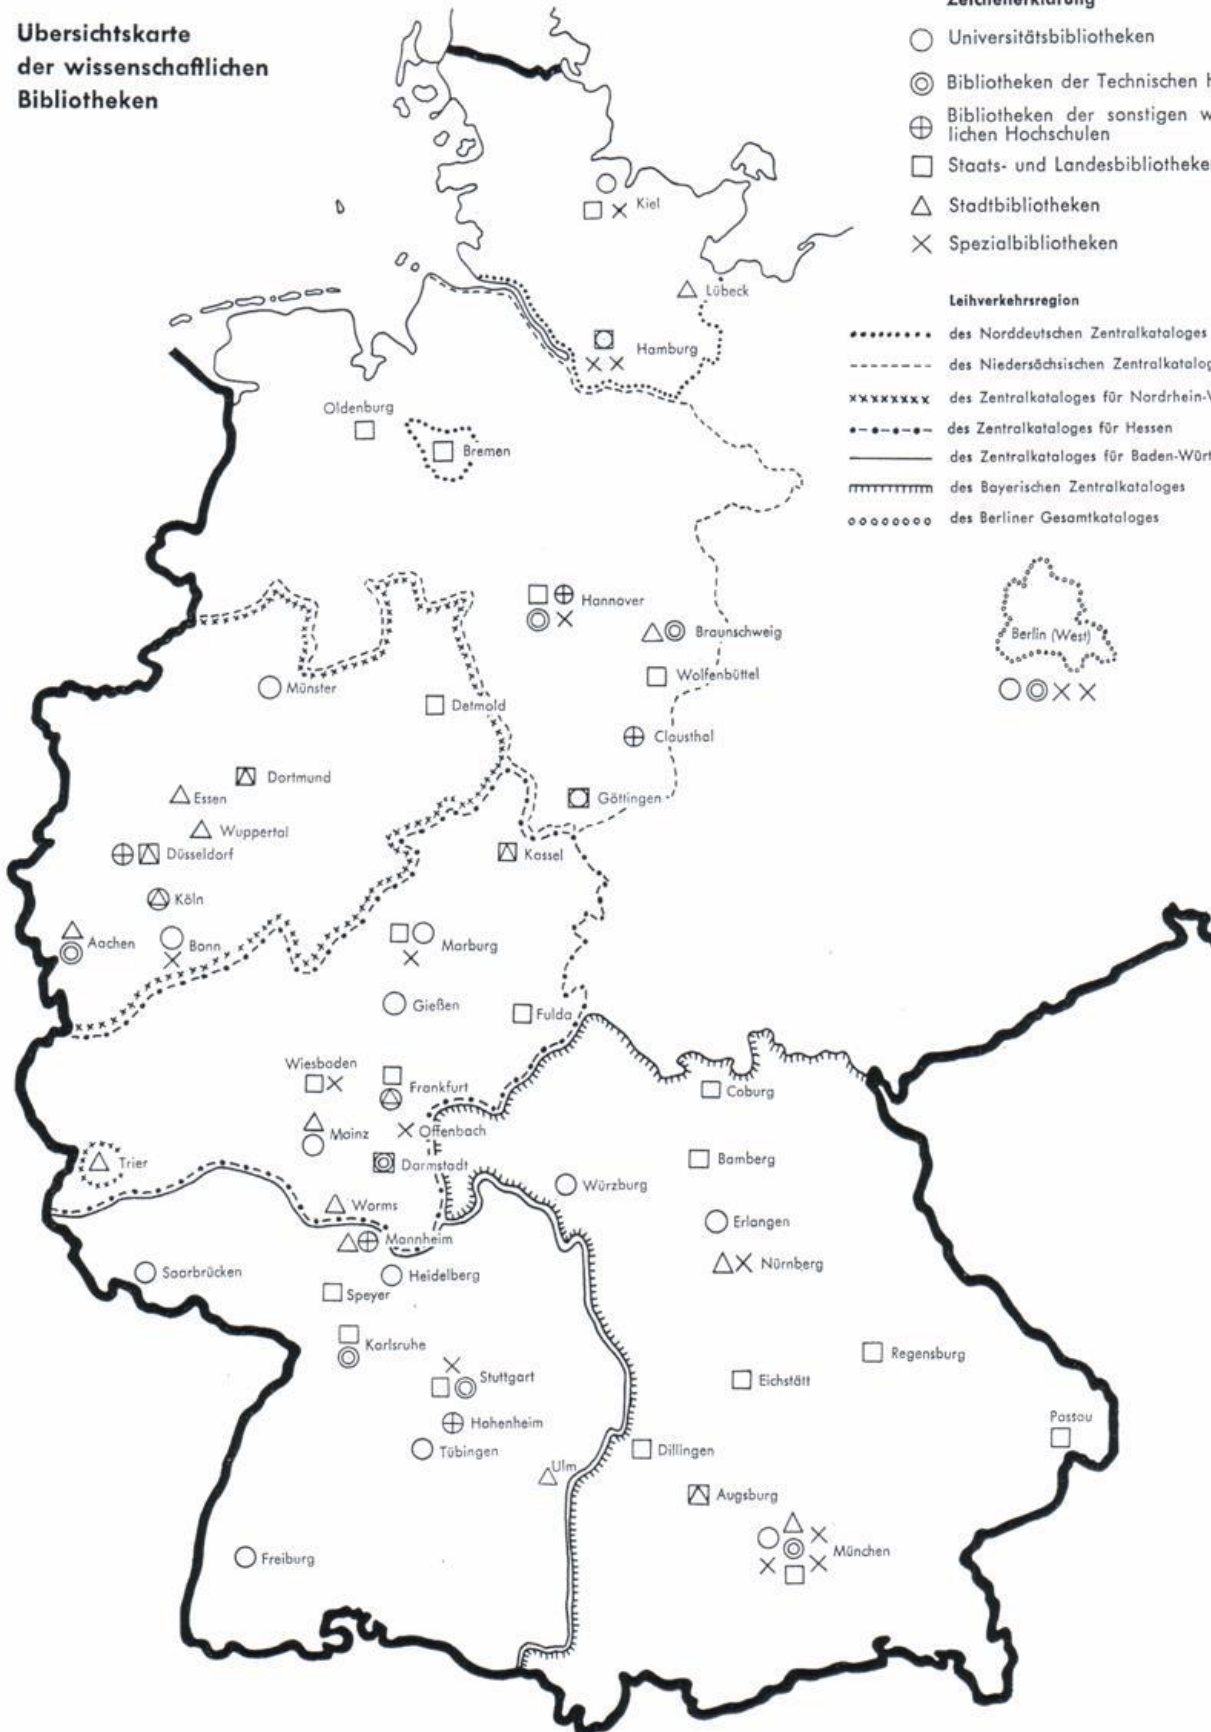 Übersichtskarte
der wissenschaftlichen
Bibliotheken
Zeichenerklärung
Universitätsbibliotheken
Bibliotheken der Technischen
Bibliotheken der sonstigen
lichen Hochschulen
Staats- und Landesbibliotheken
Stadtbibliotheken
Spezialbibliotheken
Leihverkehrsregion
des Norddeutschen Zentralkataloges
des Niedersächsischen
des Zentralkataloges für
des Zentralkataloges für Hessen
des Zentralkataloges für
des Bayerischen Zentralkataloges
des Berliner Gesamtkataloges
Kiel
Lübeck
Hamburg
Oldenburg
Bremen
Hannover
Braunschweig
Berlin (West)
Wolfenbüttel
Münster
Detmold
Clausthal
Dortmund
Essen
Göttingen
Wuppertal
Düsseldorf
Kassel
Köln
Aachen
Bonn
Marburg
Gießen
Fulda
Wiesbaden
Frankfurt
Coburg
Mainz
Offenbach
Trier
Darmstadt
Bamberg
Würzburg
Worms
Erlangen
Mannheim
Nürnberg
Saarbrücken
Heidelberg
Speyer
Karlsruhe
Regensburg
Stuttgart
Eichstätt
Hohenheim
Passau
Tübingen
Dillingen
Ulm
Augsburg
München
Freiburg